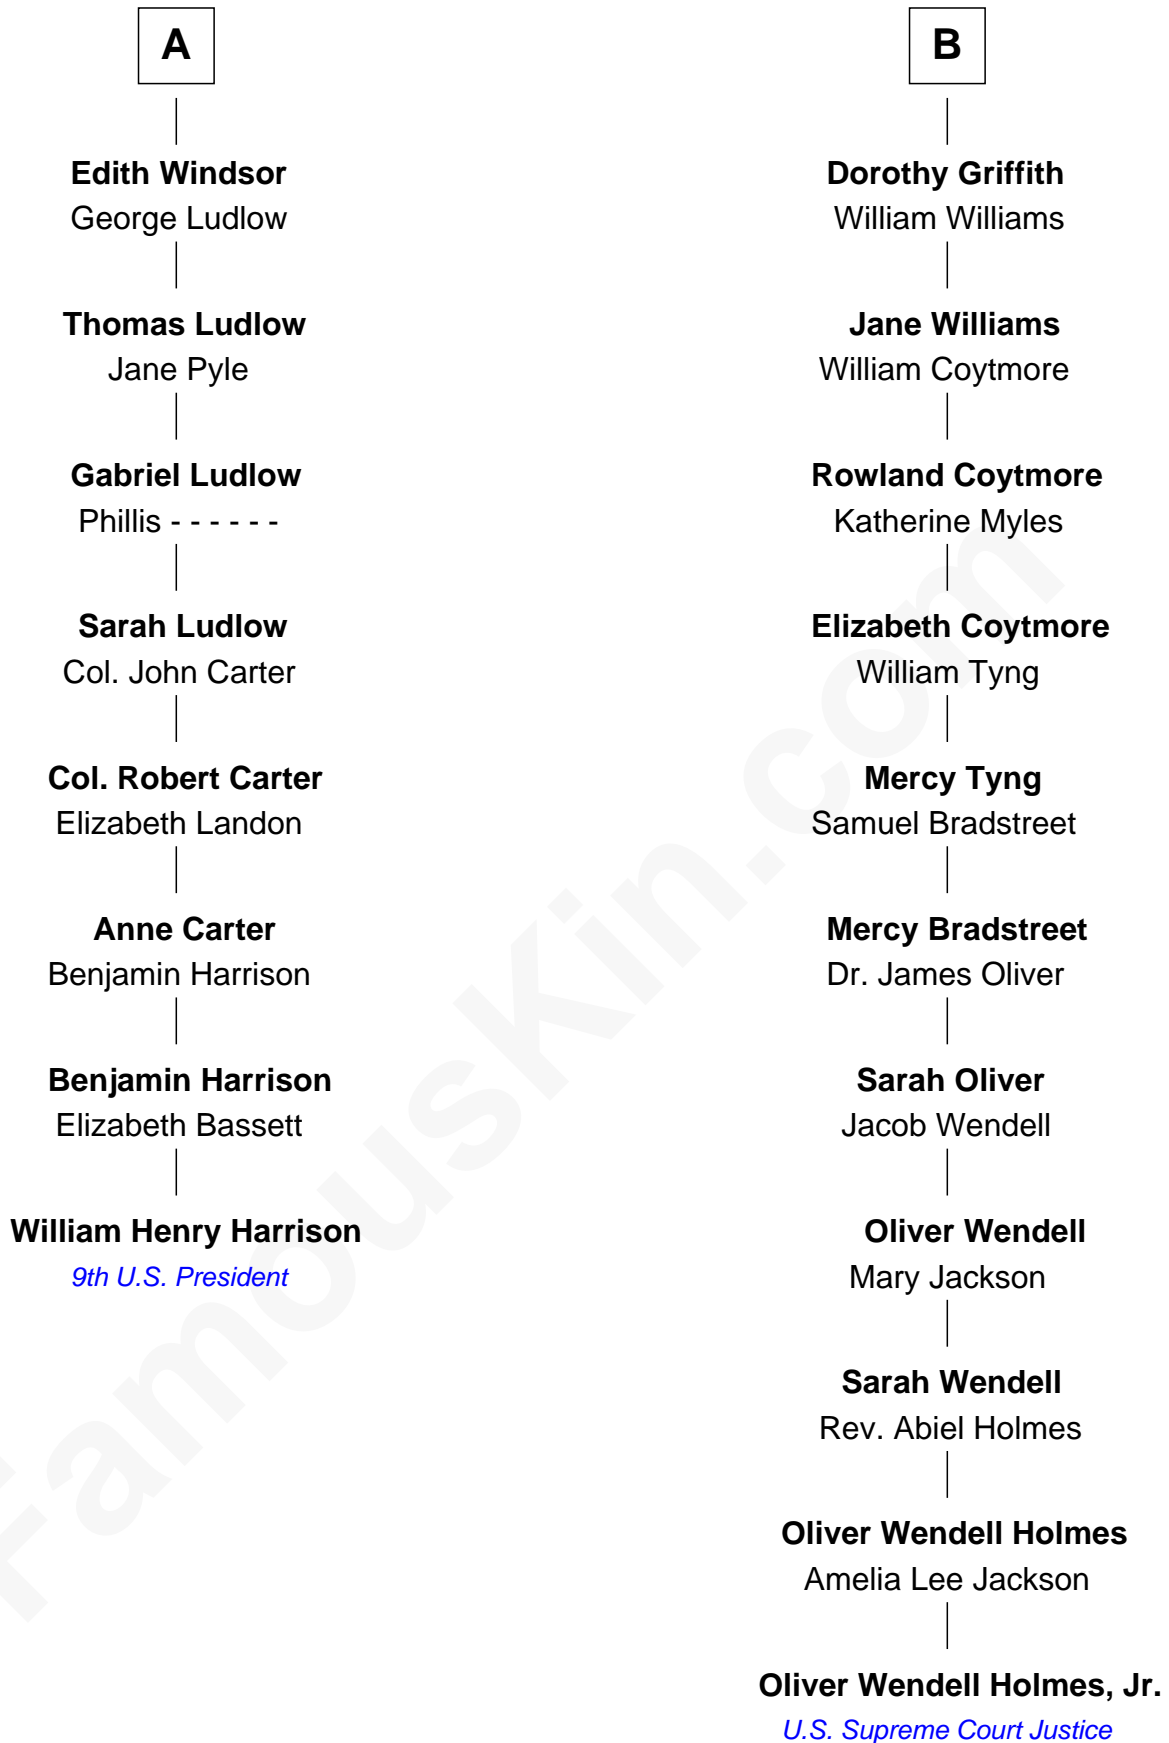 A
Edith Windsor
George Ludlow
Thomas Ludlow
Jane Pyle
Gabriel Ludlow
Phillis - - - - - -
Sarah Ludlow
Col. John Carter
Col. Robert Carter
Elizabeth Landon
Anne Carter
Benjamin Harrison
Benjamin Harrison
Elizabeth Bassett
William Henry Harrison
9th U.S. President
B
Dorothy Griffith
William Williams
Jane Williams
William Coytmore
Rowland Coytmore
Katherine Myles
Elizabeth Coytmore
William Tyng
Mercy Tyng
Samuel Bradstreet
Mercy Bradstreet
Dr. James Oliver
Sarah Oliver
Jacob Wendell
Oliver Wendell
Mary Jackson
Sarah Wendell
Rev. Abiel Holmes
Oliver Wendell Holmes
Amelia Lee Jackson
Oliver Wendell Holmes, Jr.
U.S. Supreme Court Justice
FamousKin.com